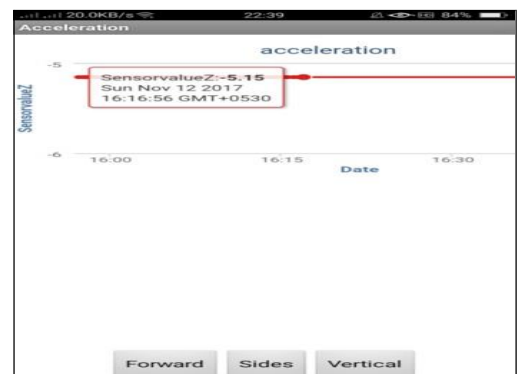 20.0KB/s 22:39 84%
Acceleration
acceleration
-5
SensorvalueZ:-5.15
Sun Nov 12 2017
16:16:56 GMT+0530
SensorvalueZ
-6
16:00 16:15 16:30
Date
Forward Sides Vertical